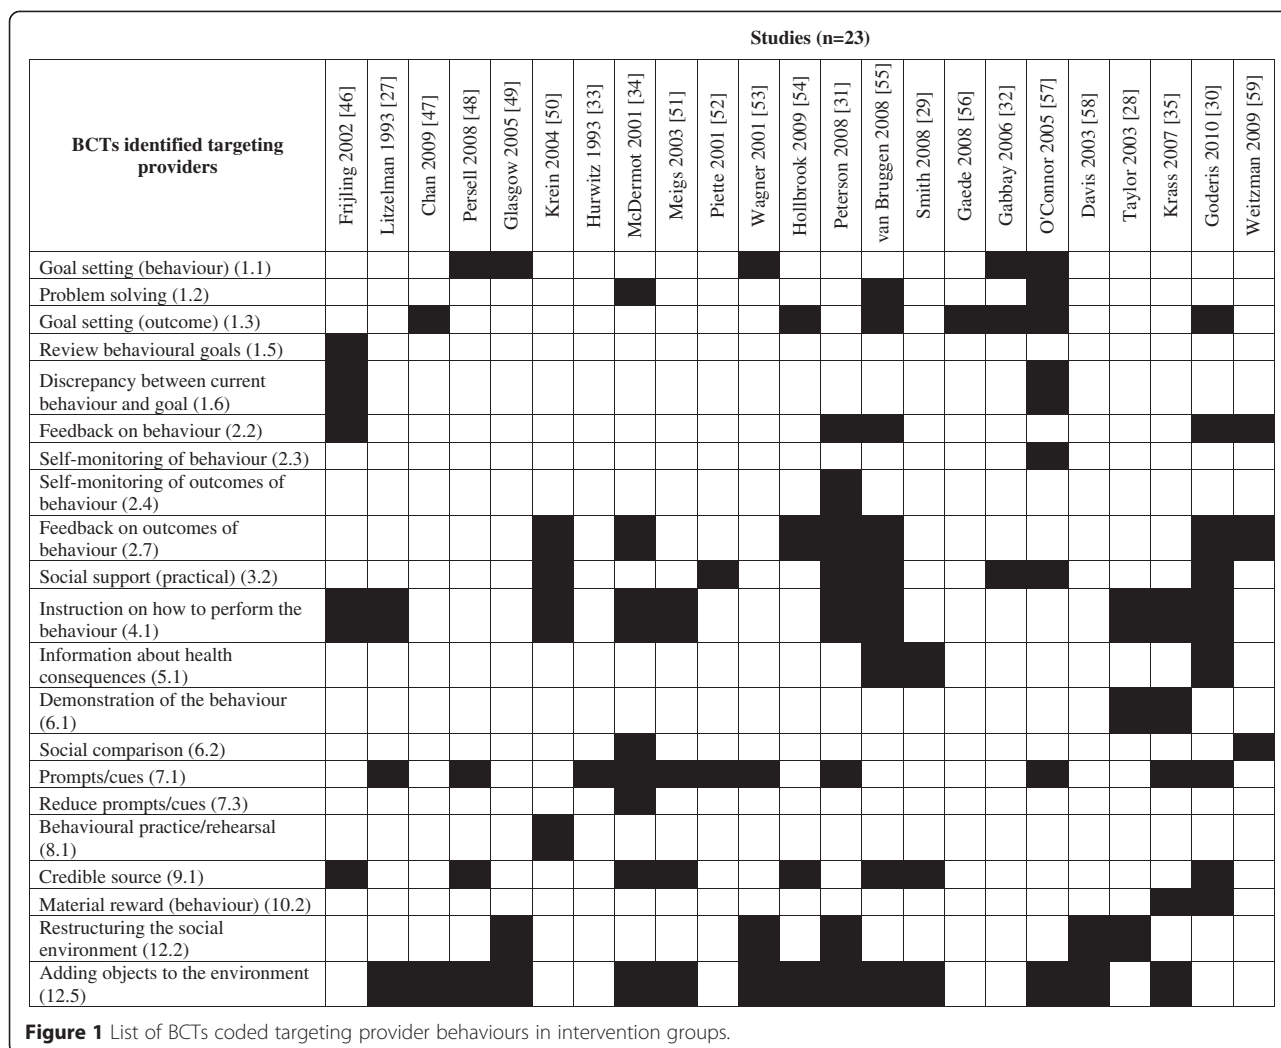 Studies (n=23)
BCTs identified targeting
providers
Frijling 2002 [46]
Litzelman 1993 [27]
Chan 2009 [47]
Persell 2008 [48]
Glasgow 2005 [49]
Krein 2004 [50]
Hurwitz 1993 [33]
McDermot 2001 [34]
Meigs 2003 [51]
Piette 2001 [52]
Wagner 2001 [53]
Hollbrook 2009 [54]
Peterson 2008 [31]
van Bruggen 2008 [55]
Smith 2008 [29]
Gaede 2008 [56]
Gabbay 2006 [32]
O'Connor 2005 [57]
Davis 2003 [58]
Taylor 2003 [28]
Krass 2007 [35]
Goderis 2010 [30]
Weitzman 2009 [59]
Goal setting (behaviour) (1.1)
Problem solving (1.2)
Goal setting (outcome) (1.3)
Review behavioural goals (1.5)
Discrepancy between current
behaviour and goal (1.6)
Feedback on behaviour (2.2)
Self-monitoring of behaviour (2.3)
Self-monitoring of outcomes of
behaviour (2.4)
Feedback on outcomes of
behaviour (2.7)
Social support (practical) (3.2)
Instruction on how to perform the
behaviour (4.1)
Information about health
consequences (5.1)
Demonstration of the behaviour
(6.1)
Social comparison (6.2)
Prompts/cues (7.1)
Reduce prompts/cues (7.3)
Behavioural practice/rehearsal
(8.1)
Credible source (9.1)
Material reward (behaviour) (10.2)
Restructuring the social
environment (12.2)
Adding objects to the environment
(12.5)
Figure 1 List of BCTs coded targeting provider behaviours in intervention groups.